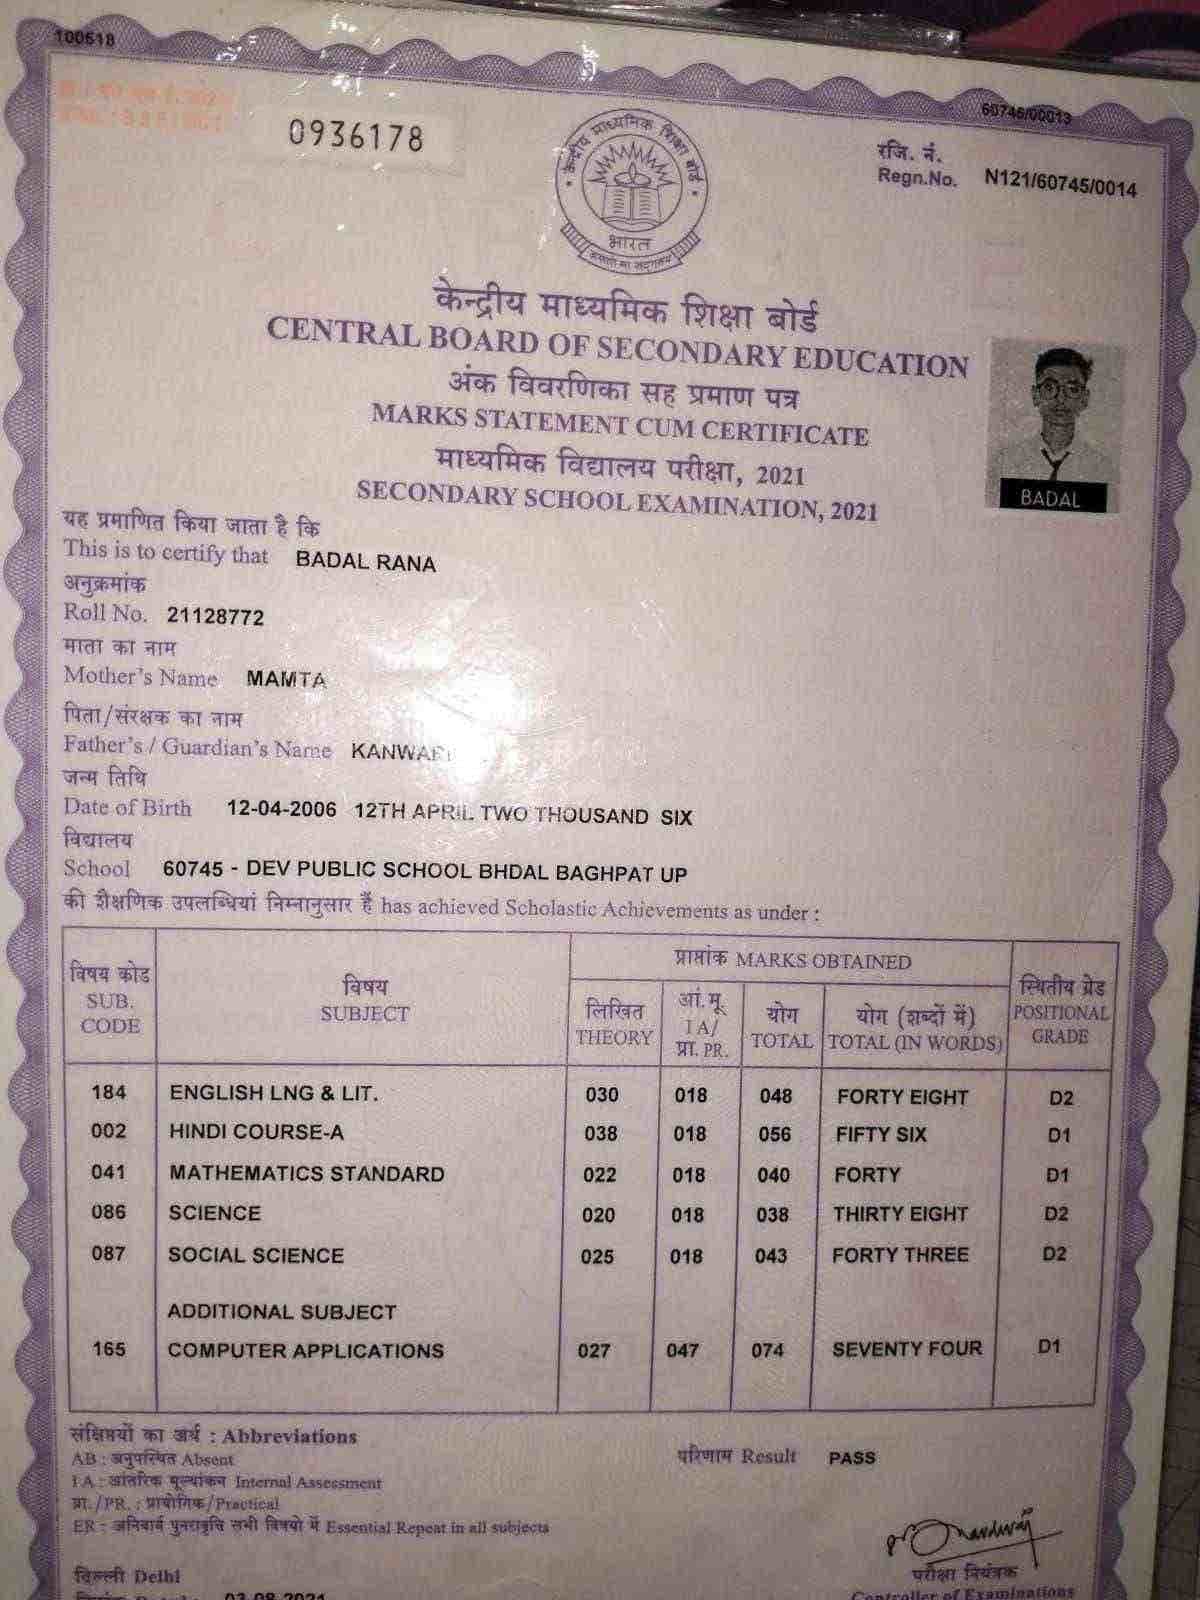 100618
60745/00013
0936178
रजि. नं.
Regn.No. N121/60745/0014
केन्द्रीय माध्यमिक शिक्षा बोर्ड
भारत
केन्द्रीय माध्यमिक शिक्षा बोर्ड
CENTRAL BOARD OF SECONDARY EDUCATION
अंक विवरणिका सह प्रमाण पत्र
MARKS STATEMENT CUM CERTIFICATE
माध्यमिक विद्यालय परीक्षा, 2021
SECONDARY SCHOOL EXAMINATION, 2021
BADAL
यह प्रमाणित किया जाता है कि
This is to certify that BADAL RANA
अनुक्रमांक
Roll No. 21128772
माता का नाम
Mother's Name MAMTA
पिता/संरक्षक का नाम
Father's / Guardian's Name
जन्म तिथि
Date of Birth 12-04-2006 12TH APRIL TWO THOUSAND SIX
विद्यालय
School 60745 - DEV PUBLIC SCHOOL BHDAL BAGHPAT UP
की शैक्षणिक उपलब्धियां निम्नानुसार हैं has achieved Scholastic Achievements as under :
विषय कोड SUB. CODE विषय SUBJECT प्राप्तांक MARKS OBTAINED स्थितीय ग्रेड POSITIONAL GRADE
लिखित THEORY आं.मू. I A/ प्रा. PR. योग TOTAL योग (शब्दों में) TOTAL (IN WORDS)
184 ENGLISH LNG & LIT. 030 018 048 FORTY EIGHT D2
002 HINDI COURSE-A 038 018 056 FIFTY SIX D1
041 MATHEMATICS STANDARD 022 018 040 FORTY D1
086 SCIENCE 020 018 038 THIRTY EIGHT D2
087 SOCIAL SCIENCE 025 018 043 FORTY THREE D2
ADDITIONAL SUBJECT
165 COMPUTER APPLICATIONS 027 047 074 SEVENTY FOUR D1
संक्षिप्तियों का अर्थ : Abbreviations
AB : अनुपस्थित Absent
परिणाम Result PASS
I A : आंतरिक मूल्यांकन Internal Assessment
प्रा./PR. : प्रायोगिक/Practical
ER - अनिवार्य पुनरावृत्ति सभी विषयो में Essential Repeat in all subjects
दिल्ली Delhi
परीक्षा नियंत्रक
03-08-2021
Controller of Examinations